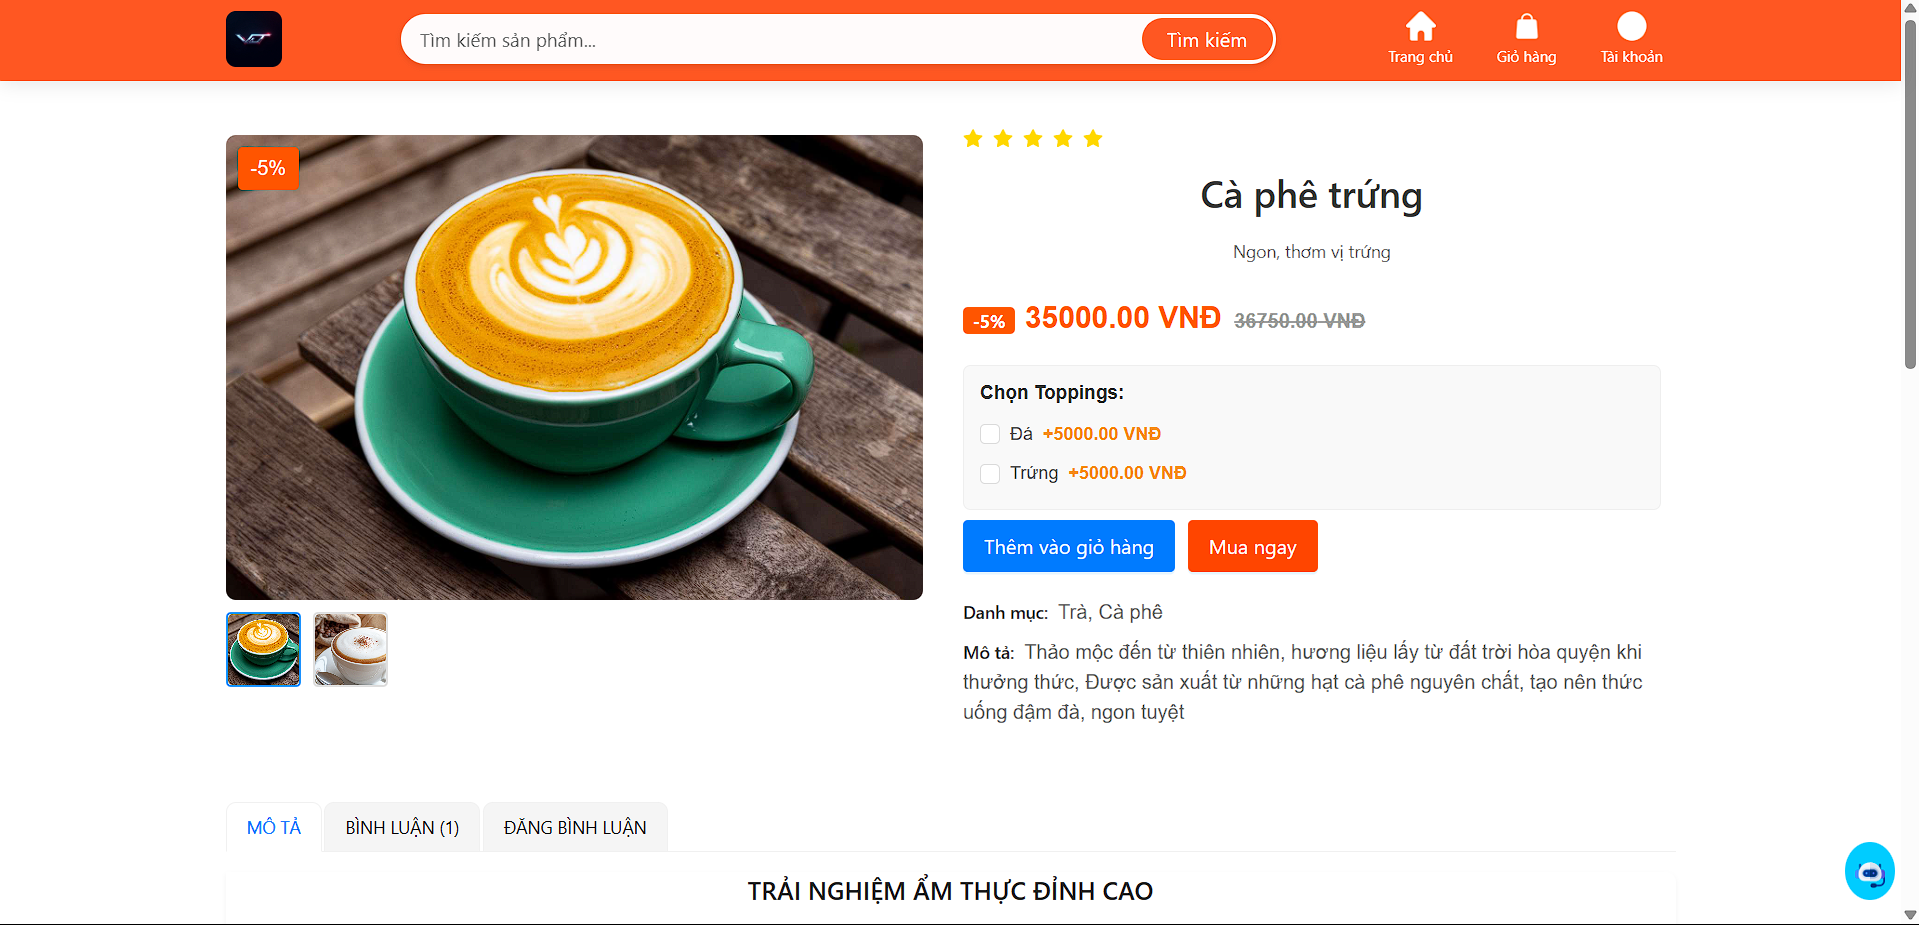 Tìm kiếm sản phẩm...
Tìm kiếm
Trang chủ
Giỏ hàng
Tài khoản
-5%
Cà phê trứng
Ngon, thơm vị trứng
-5% 35000.00 VNĐ 36750.00 VNĐ
Chọn Toppings:
Đá +5000.00 VNĐ
Trứng +5000.00 VNĐ
Thêm vào giỏ hàng
Mua ngay
Danh mục: Trà, Cà phê
Mô tả: Thảo mộc đến từ thiên nhiên, hương liệu lấy từ đất trời hòa quyện khi
thưởng thức, Được sản xuất từ những hạt cà phê nguyên chất, tạo nên thức
uống đậm đà, ngon tuyệt
MÔ TẢ
BÌNH LUẬN (1)
ĐĂNG BÌNH LUẬN
TRẢI NGHIỆM ẨM THỰC ĐỈNH CAO